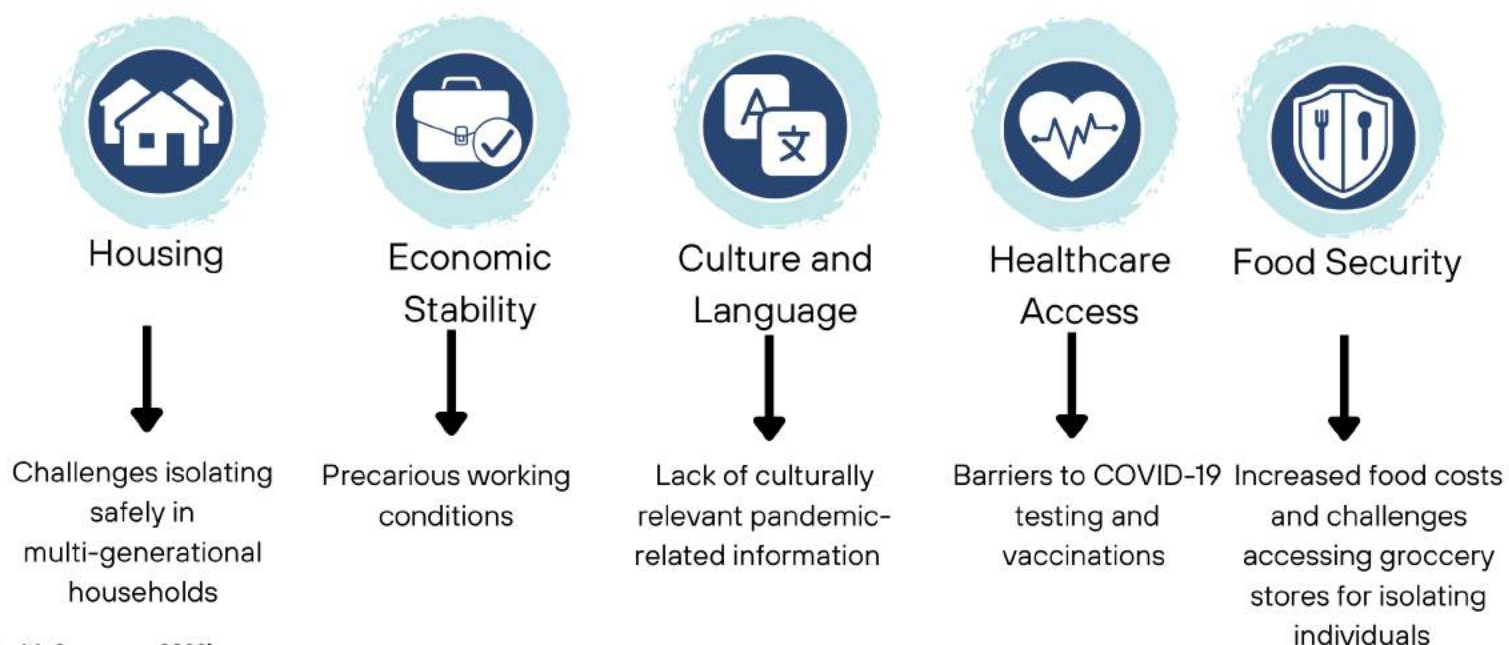 A
文
Housing
Economic
Stability
Culture and
Language
Healthcare
Access
Food Security
Challenges isolating
safely in
multi-generational
households
Precarious working
conditions
Lack of culturally
relevant pandemic-
related information
Barriers to COVID-19
testing and
vaccinations
Increased food costs
and challenges
accessing groccery
stores for isolating
individuals